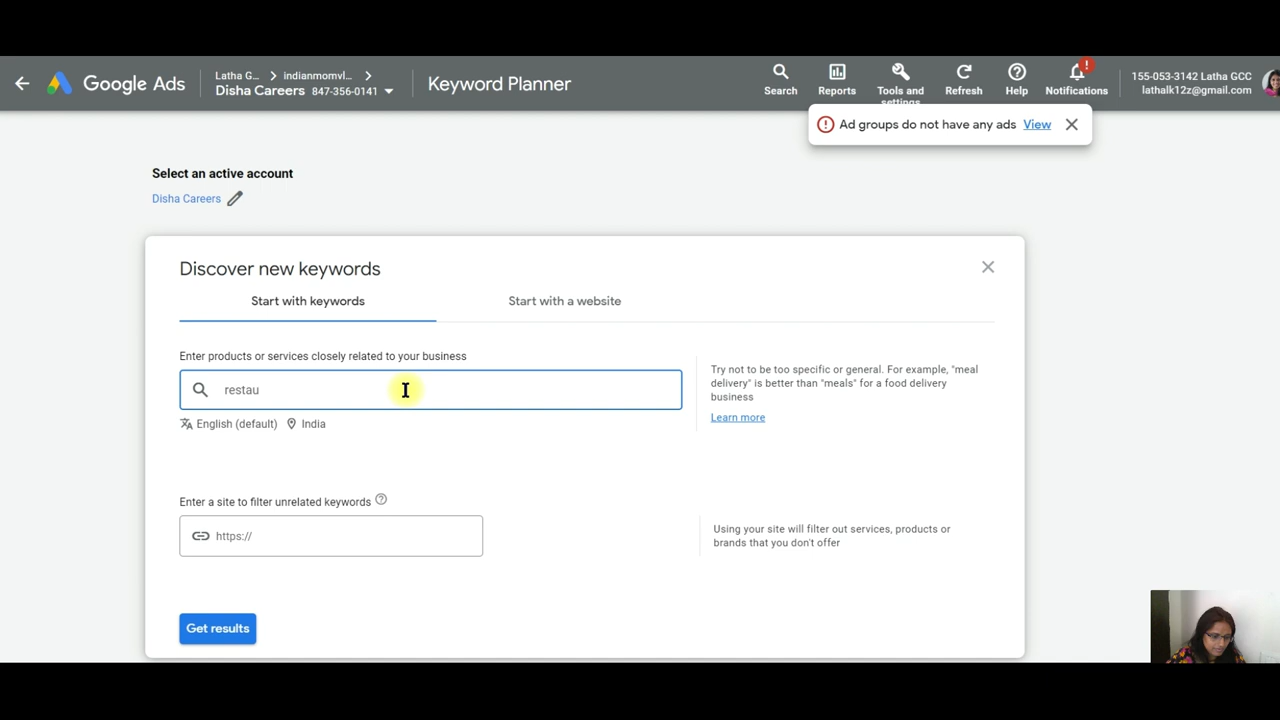 Google Ads
Latha G... > indianmomvl... >
Disha Careers 847-356-0141
Keyword Planner
Search
Reports
Tools and settings
Refresh
Help
!
Notifications
155-053-3142 Latha GCC
lathalk12z@gmail.com
Ad groups do not have any ads View
Select an active account
Disha Careers
Discover new keywords
Start with keywords
Start with a website
Enter products or services closely related to your business
restau
English (default) India
Try not to be too specific or general. For example, "meal
delivery" is better than "meals" for a food delivery
business
Learn more
Enter a site to filter unrelated keywords
https://
Using your site will filter out services, products or
brands that you don't offer
Get results